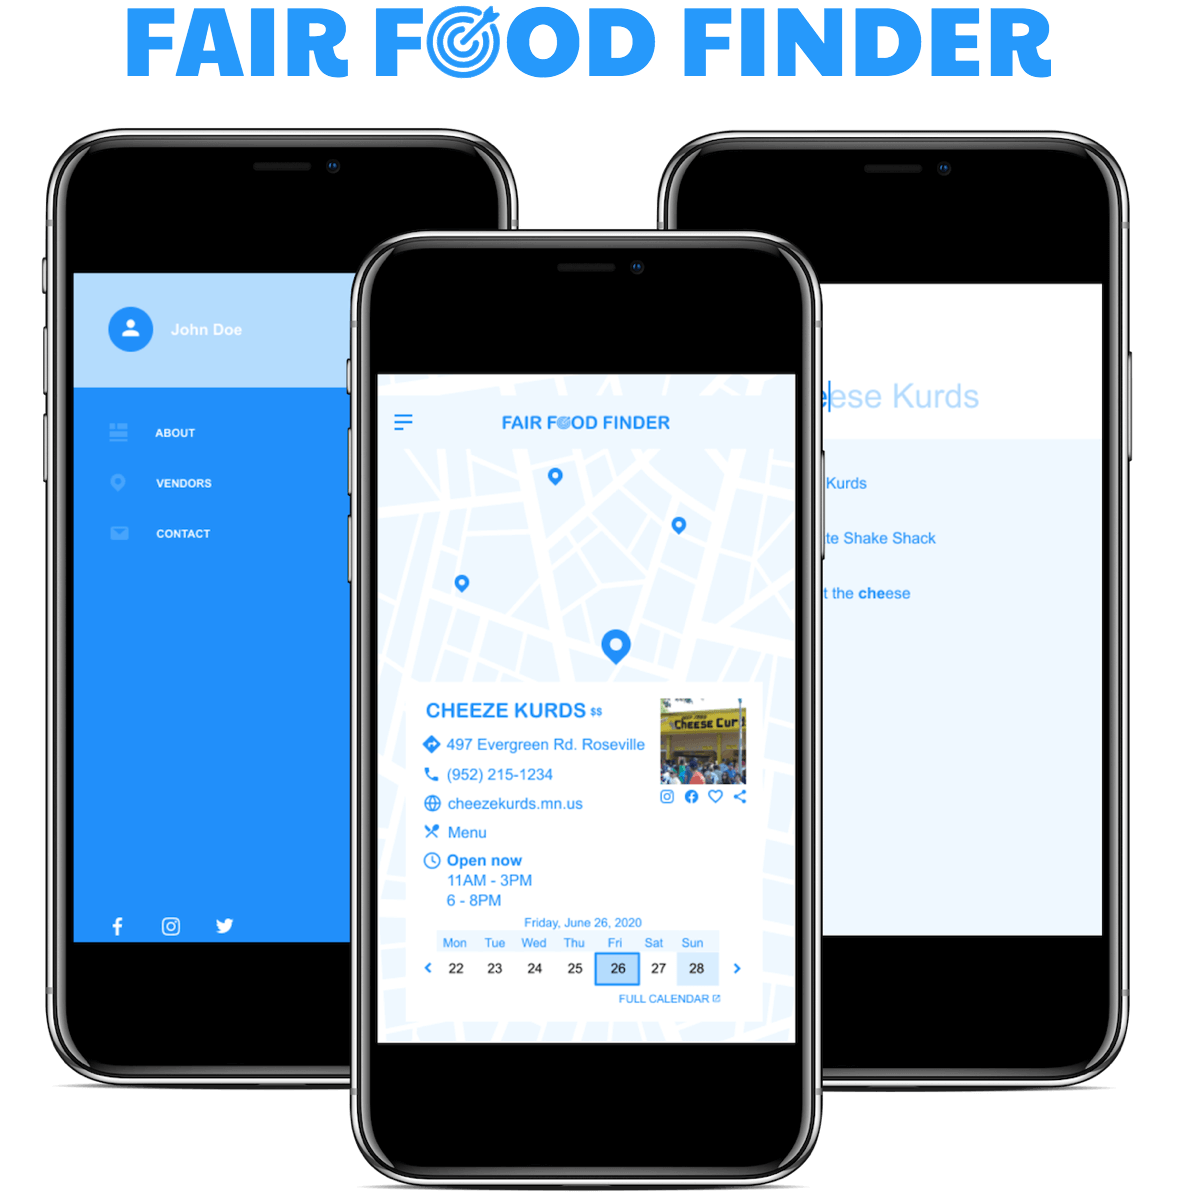 FAIR FOOD FINDER
John Doe
ABOUT
VENDORS
CONTACT
FAIR FOOD FINDER
CHEEZE KURDS $$
497 Evergreen Rd. Roseville
(952) 215-1234
cheezekurds.mn.us
Menu
Open now
11AM - 3PM
6 - 8PM
Cheese Curd
Friday, June 26, 2020
Mon Tue Wed Thu Fri Sat Sun
22 23 24 25 26 27 28
FULL CALENDAR
eese Kurds
Kurds
te Shake Shack
t the cheese